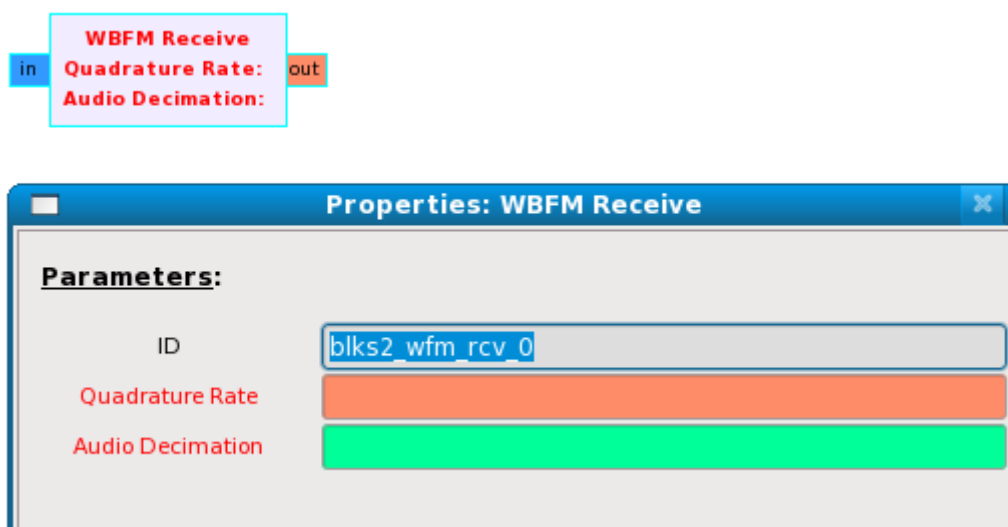 WBFM Receive
in Quadrature Rate: out
Audio Decimation:
Properties: WBFM Receive
Parameters:
ID blks2_wfm_rcv_0
Quadrature Rate
Audio Decimation